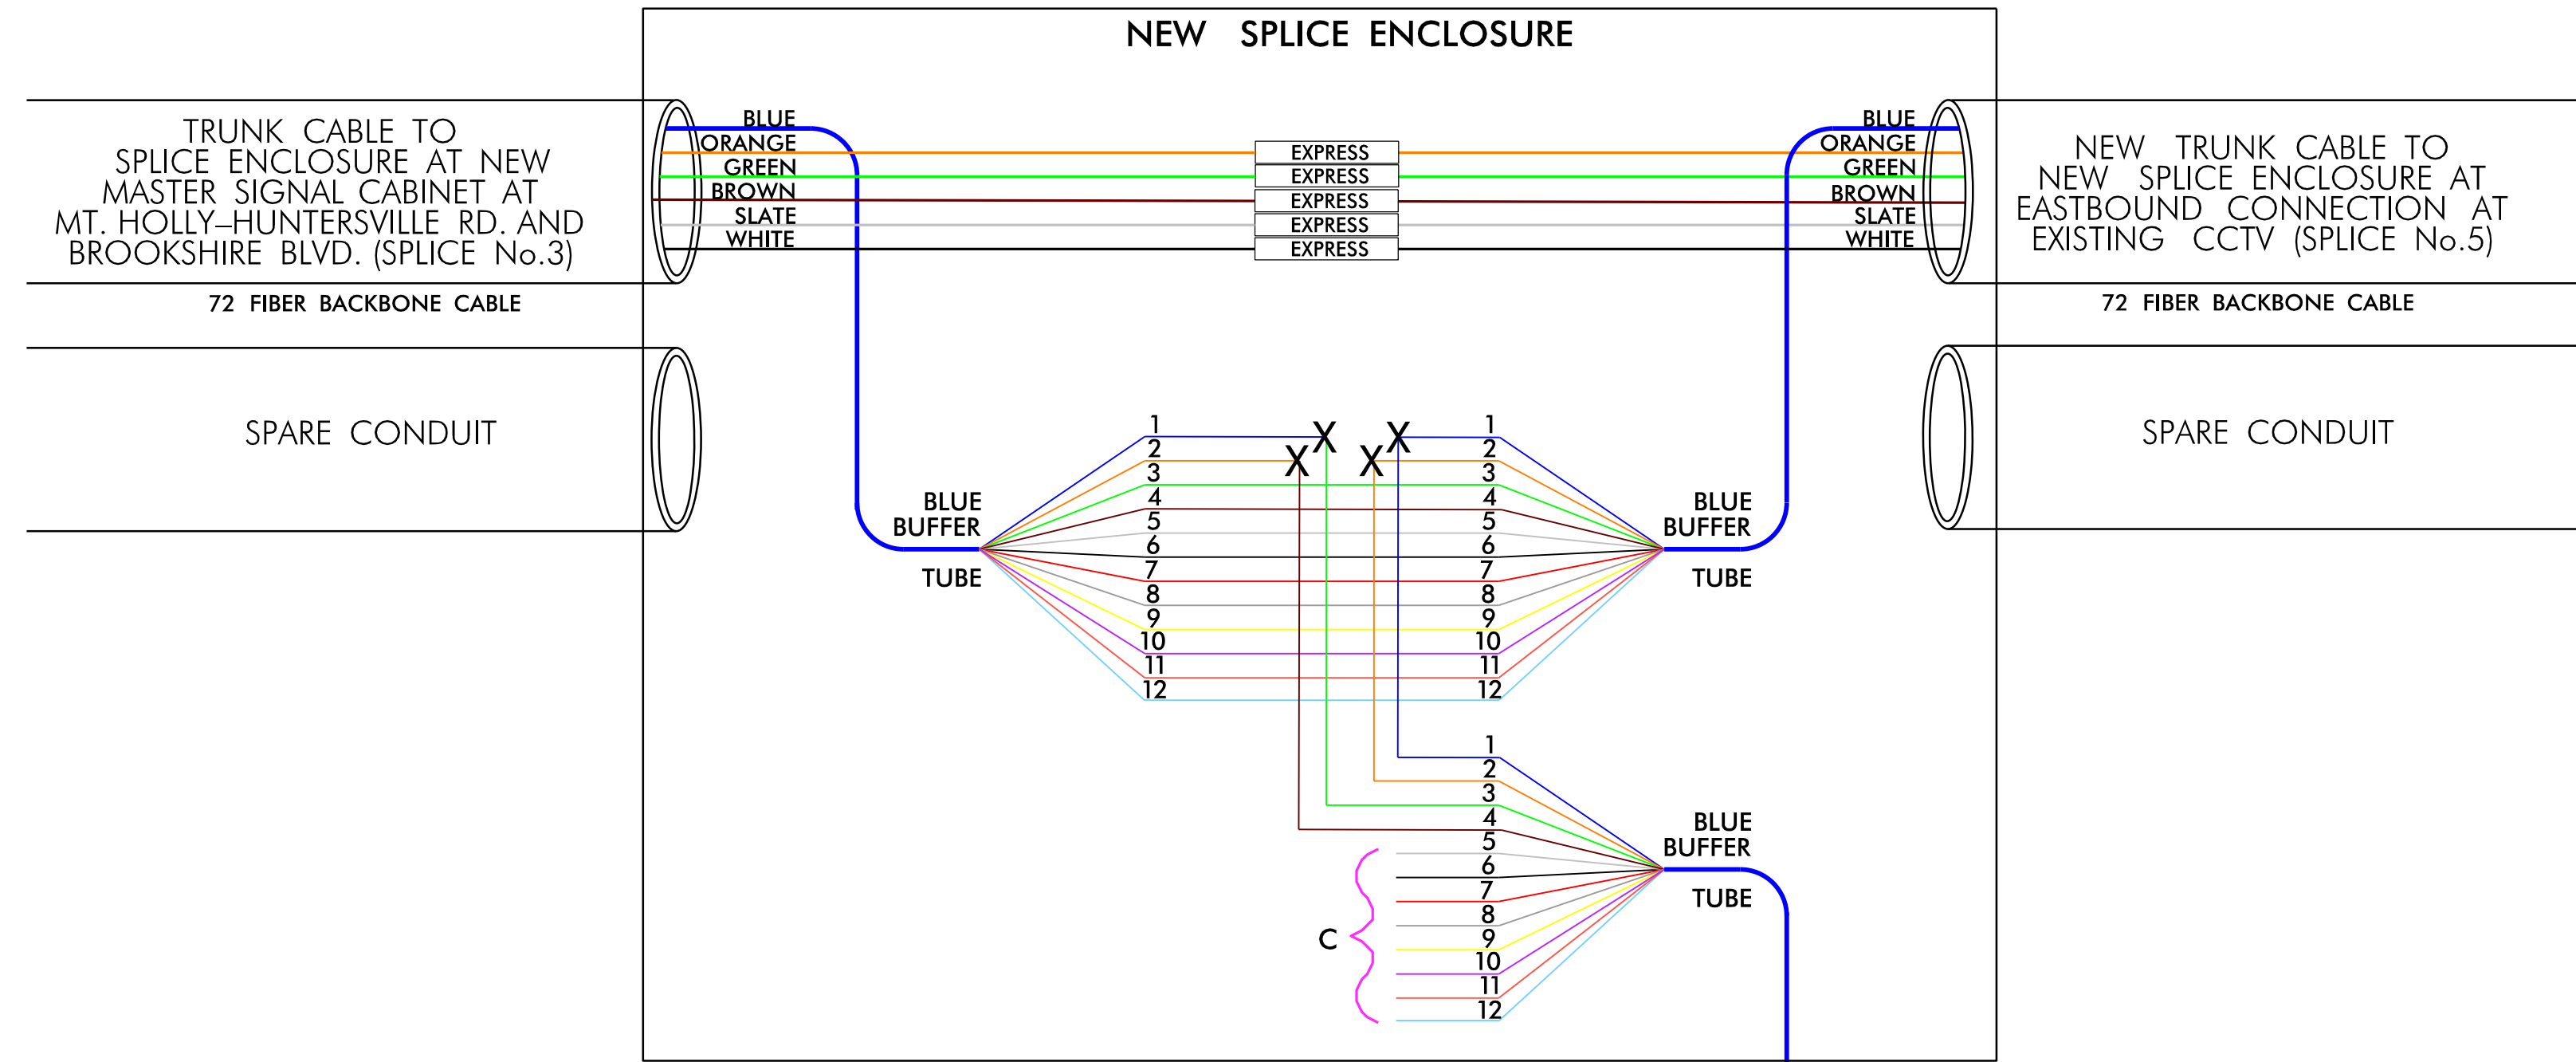 NEW SPLICE ENCLOSURE
TRUNK CABLE TO
SPLICE ENCLOSURE AT NEW
MASTER SIGNAL CABINET AT
MT. HOLLY–HUNTERSVILLE RD. AND
BROOKSHIRE BLVD. (SPLICE No.3)
72 FIBER BACKBONE CABLE
SPARE CONDUIT
BLUE
ORANGE
GREEN
BROWN
SLATE
WHITE
EXPRESS
EXPRESS
EXPRESS
EXPRESS
EXPRESS
BLUE
ORANGE
GREEN
BROWN
SLATE
WHITE
NEW TRUNK CABLE TO
NEW SPLICE ENCLOSURE AT
EASTBOUND CONNECTION AT
EXISTING CCTV (SPLICE No.5)
72 FIBER BACKBONE CABLE
SPARE CONDUIT
BLUE
BUFFER
TUBE
1
2
3
4
5
6
7
8
9
10
11
12
X
X
X
X
1
2
3
4
5
6
7
8
9
10
11
12
BLUE
BUFFER
TUBE
C
1
2
3
4
5
6
7
8
9
10
11
12
BLUE
BUFFER
TUBE